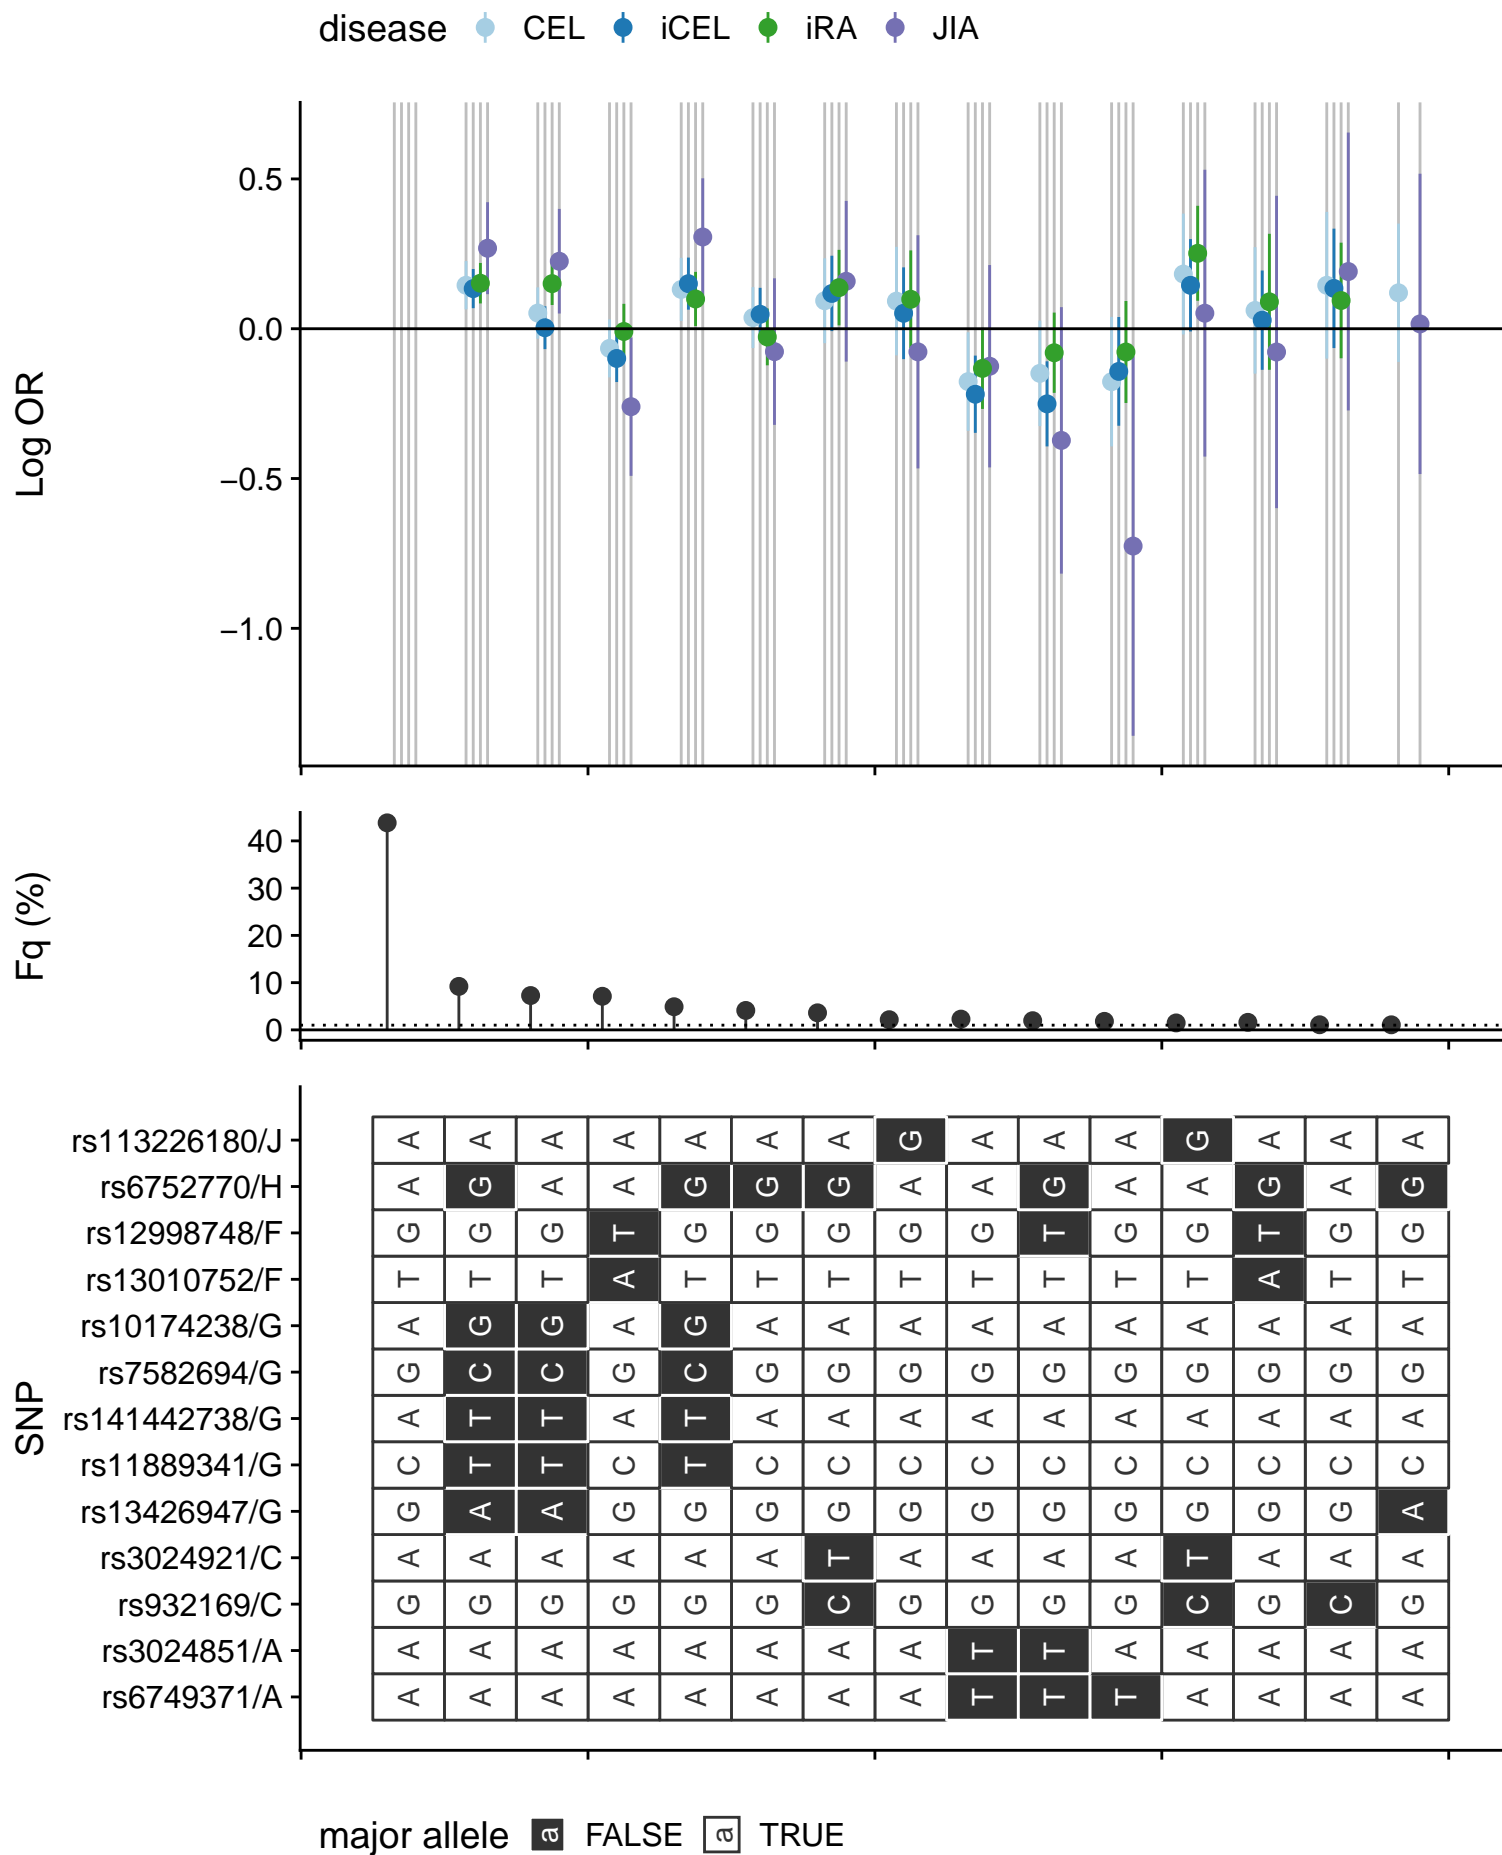 disease CEL iCEL iRA JIA
0.5
0.0
−0.5
−1.0
Log OR
40
30
20
10
0
Fq (%)
SNP
rs113226180/J A A A A A A A G A A A G A A A
rs6752770/H A G A A G G G A A G A A G A G
rs12998748/F G G G T G G G G G T G G T G G
rs13010752/F T T T A T T T T T T T T A T T
rs10174238/G A G G A G A A A A A A A A A A
rs7582694/G G C C G C G G G G G G G G G G
rs141442738/G A T T A T A A A A A A A A A A
rs11889341/G C T T C T C C C C C C C C C C
rs13426947/G G A A G G G G G G G G G G G A
rs3024921/C A A A A A A T A A A A T A A A
rs932169/C G G G G G G C G G G G C G C G
rs3024851/A A A A A A A A A T T A A A A A
rs6749371/A A A A A A A A A T T T A A A A
major allele a FALSE a TRUE